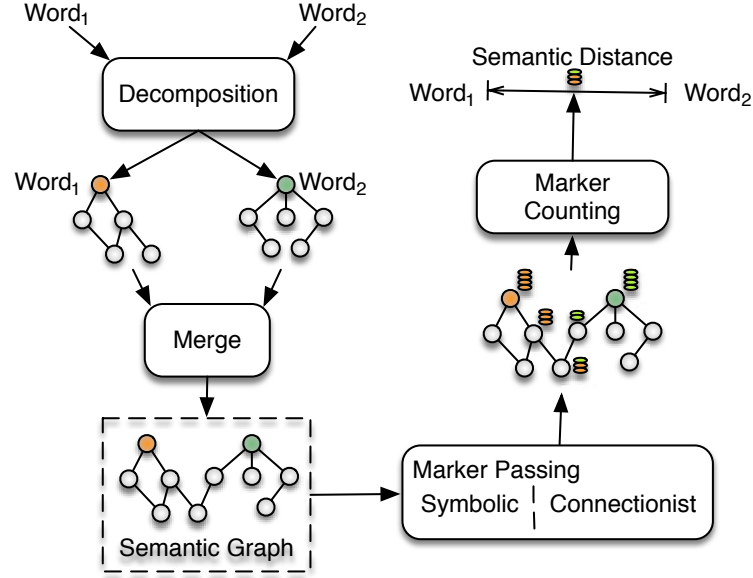 Word₁
Word₂
Decomposition
Word₁
Word₂
Merge
Semantic Graph
Marker Passing
Symbolic
Connectionist
Marker
Counting
Semantic Distance
Word₁
Word₂